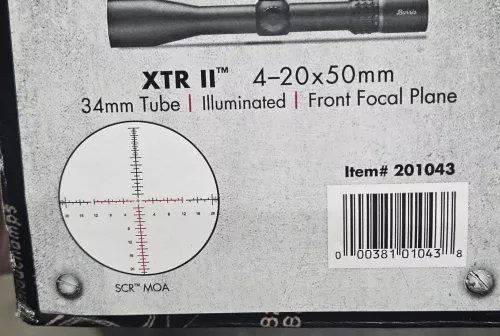 Burris
XTR II™ 4–20x50mm
34mm Tube | Illuminated | Front Focal Plane
Item# 201043
0 00381 01043 8
SCR™ MOA